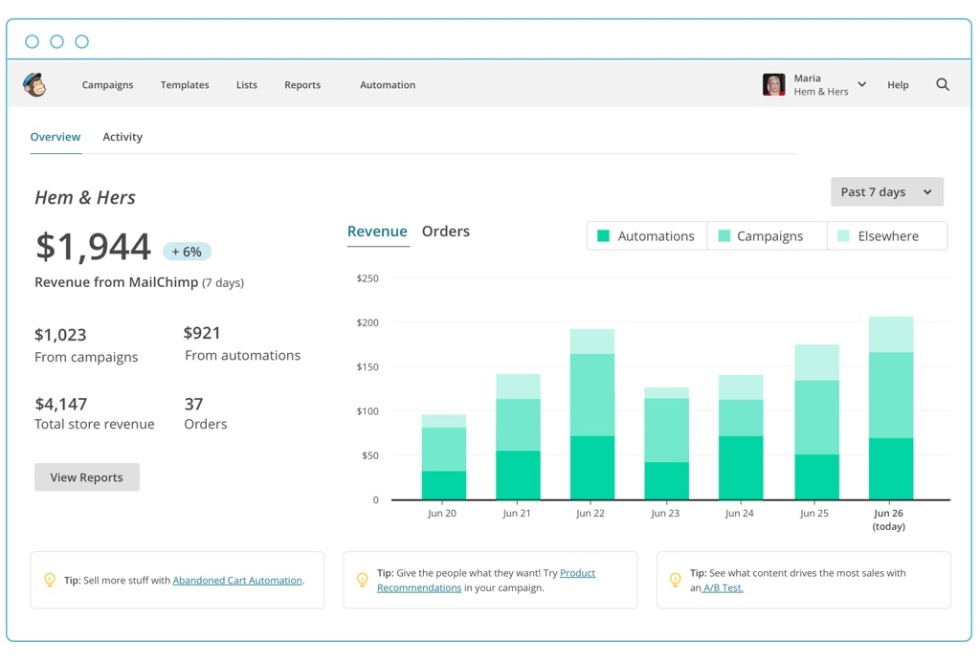 Campaigns Templates Lists Reports Automation
Maria
Hem & Hers
Help
Overview Activity
Hem & Hers
Past 7 days
$1,944 + 6%
Revenue from MailChimp (7 days)
$1,023
From campaigns
$921
From automations
$4,147
Total store revenue
37
Orders
View Reports
Revenue Orders
Automations Campaigns Elsewhere
$250
$200
$150
$100
$50
0
Jun 20 Jun 21 Jun 22 Jun 23 Jun 24 Jun 25 Jun 26
(today)
Tip: Sell more stuff with Abandoned Cart Automation.
Tip: Give the people what they want! Try Product
Recommendations in your campaign.
Tip: See what content drives the most sales with
an A/B Test.